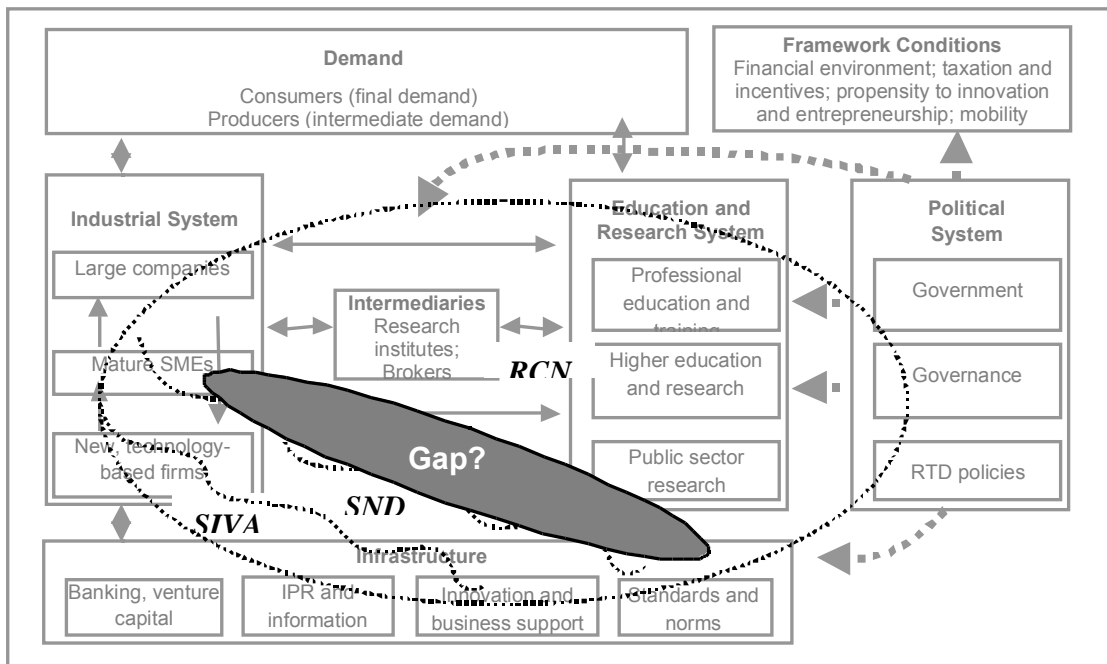 Demand
Consumers (final demand)
Producers (intermediate demand)
Framework Conditions
Financial environment; taxation and
incentives; propensity to innovation
and entrepreneurship; mobility
Industrial System
Large companies
Mature SMEs
New, technology-
based firms
Intermediaries
Research
institutes;
Brokers
RCN
Education and
Research System
Professional
education and
training
Higher education
and research
Public sector
research
Political
System
Government
Governance
RTD policies
Gap?
SND
SIVA
Infrastructure
Banking, venture
capital
IPR and
information
Innovation and
business support
Standards and
norms